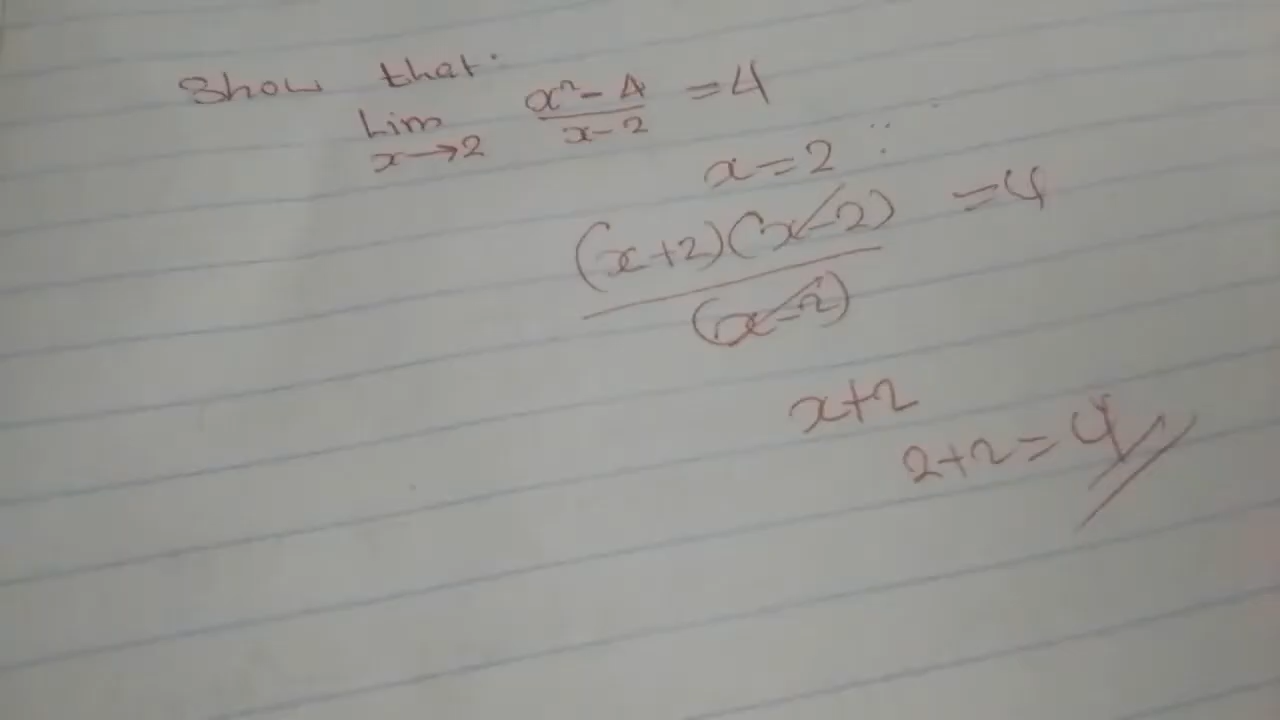 Show that:
Lim x²-4 = 4
x→2 x-2
x=2 ::
(x+2)(x-2) =4
(x-2)
x+2
2+2=4